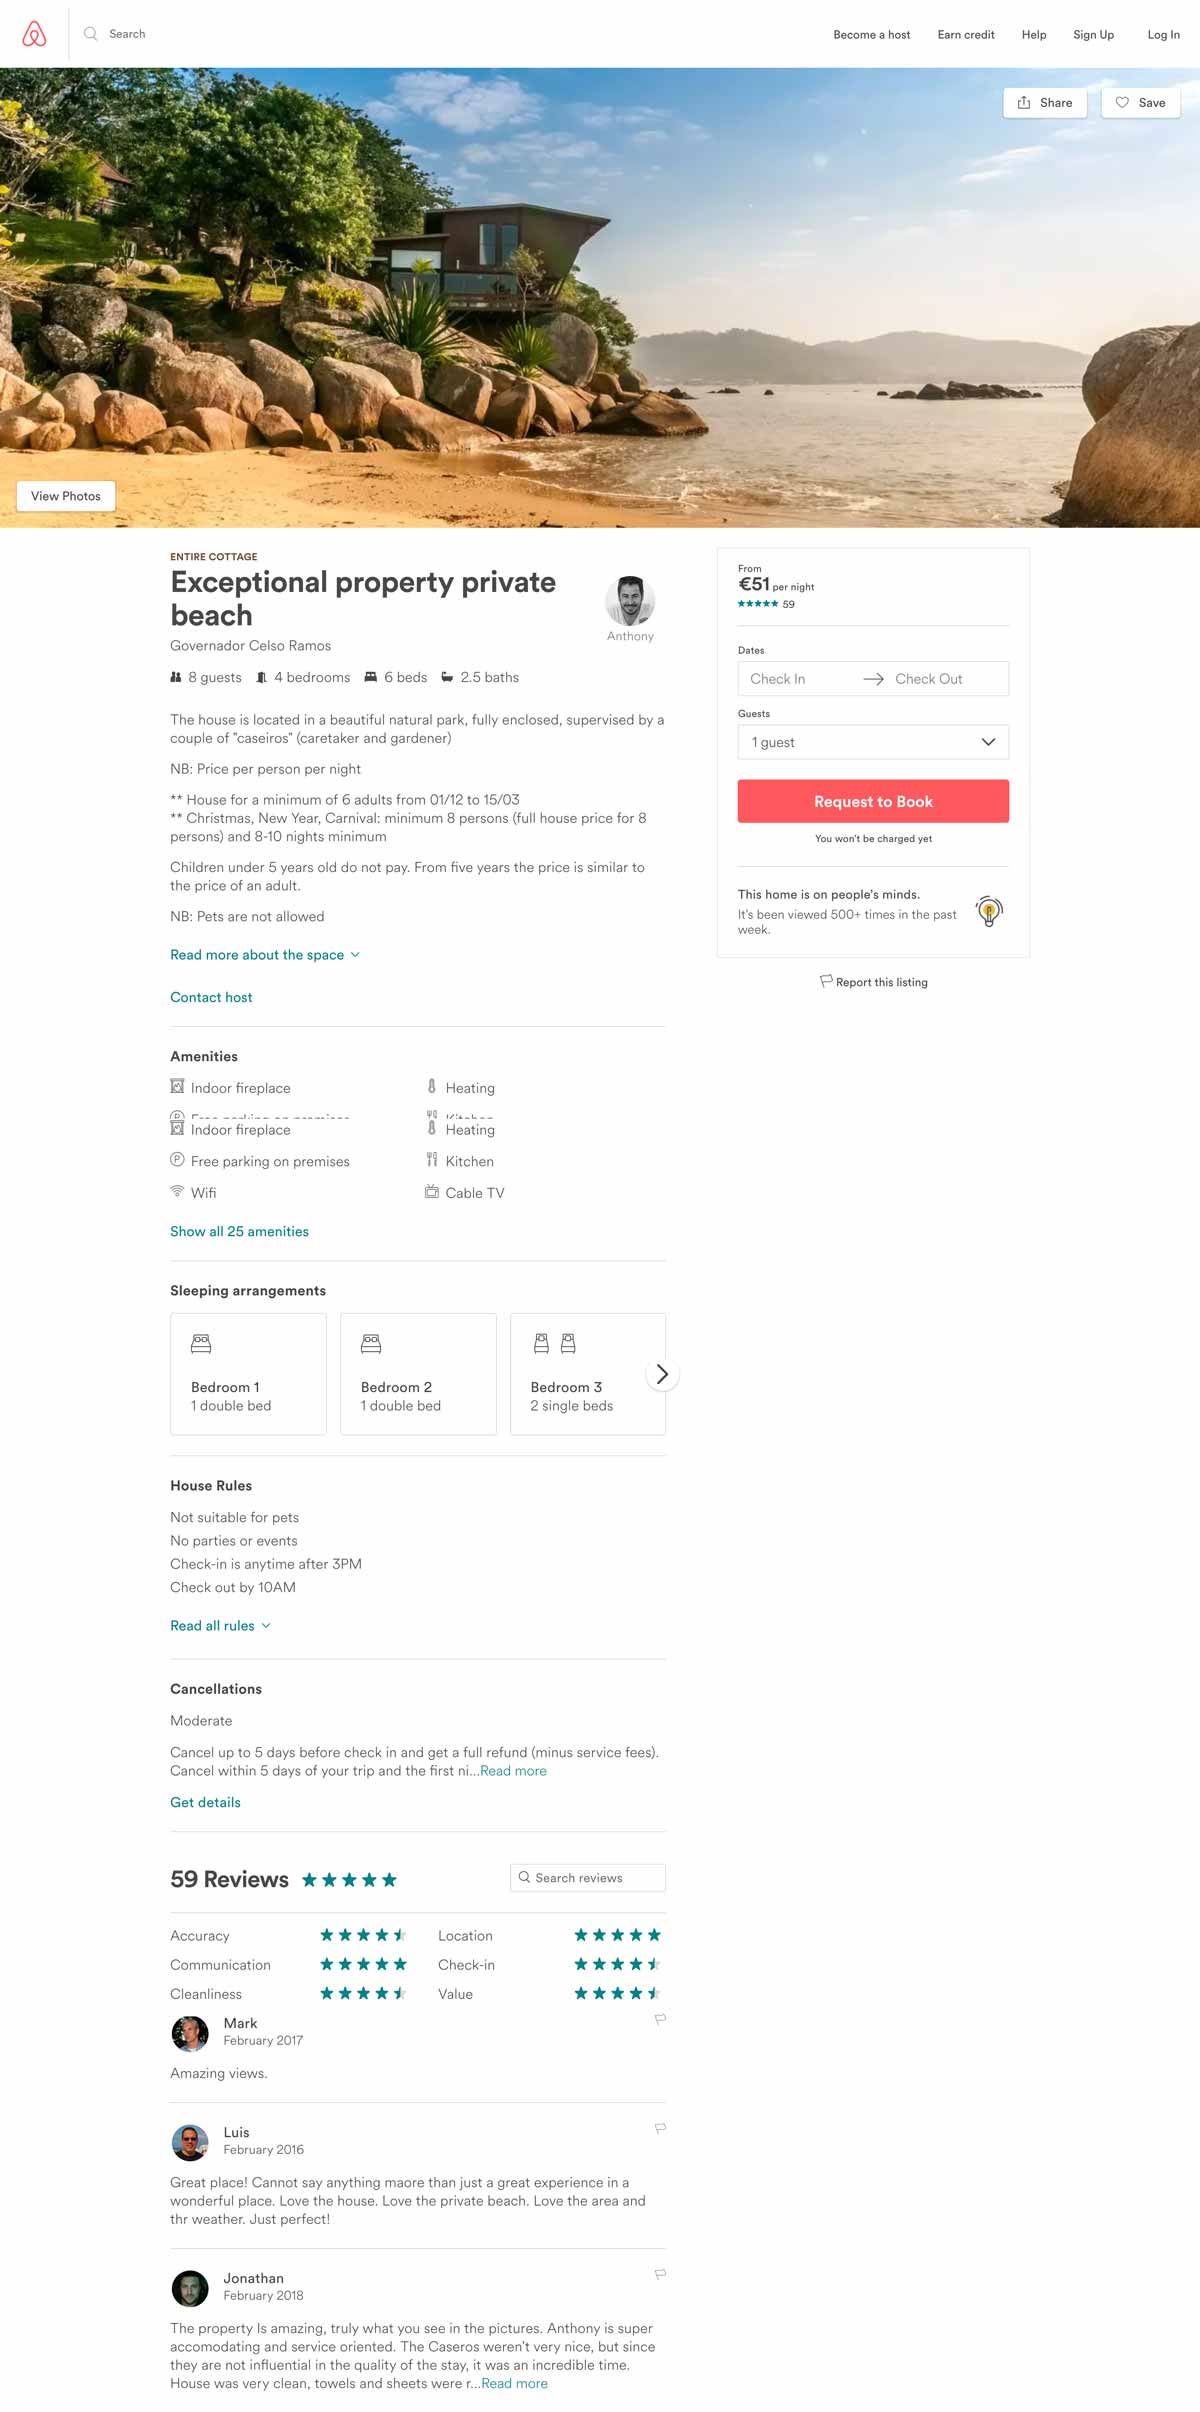 Search
Become a host
Earn credit
Help
Sign Up
Log In
Share
Save
View Photos
ENTIRE COTTAGE
Exceptional property private
beach
Anthony
Governador Celso Ramos
8 guests
4 bedrooms
6 beds
2.5 baths
The house is located in a beautiful natural park, fully enclosed, supervised by a
couple of "caseiros" (caretaker and gardener)
NB: Price per person per night
** House for a minimum of 6 adults from 01/12 to 15/03
** Christmas, New Year, Carnival: minimum 8 persons (full house price for 8
persons) and 8-10 nights minimum
Children under 5 years old do not pay. From five years the price is similar to
the price of an adult.
NB: Pets are not allowed
Read more about the space
Contact host
From
€51 per night
59
Dates
Check In
Check Out
Guests
1 guest
Request to Book
You won't be charged yet
This home is on people's minds.
It's been viewed 500+ times in the past
week.
Report this listing
Amenities
Indoor fireplace
Heating
Free parking on premises
Kitchen
Indoor fireplace
Heating
Free parking on premises
Kitchen
Wifi
Cable TV
Show all 25 amenities
Sleeping arrangements
Bedroom 1
1 double bed
Bedroom 2
1 double bed
Bedroom 3
2 single beds
House Rules
Not suitable for pets
No parties or events
Check-in is anytime after 3PM
Check out by 10AM
Read all rules
Cancellations
Moderate
Cancel up to 5 days before check in and get a full refund (minus service fees).
Cancel within 5 days of your trip and the first ni...Read more
Get details
59 Reviews
Search reviews
Accuracy
Location
Communication
Check-in
Cleanliness
Value
Mark
February 2017
Amazing views.
Luis
February 2016
Great place! Cannot say anything maore than just a great experience in a
wonderful place. Love the house. Love the private beach. Love the area and
thr weather. Just perfect!
Jonathan
February 2018
The property Is amazing, truly what you see in the pictures. Anthony is super
accomodating and service oriented. The Caseros weren't very nice, but since
they are not influential in the quality of the stay, it was an incredible time.
House was very clean, towels and sheets were r...Read more